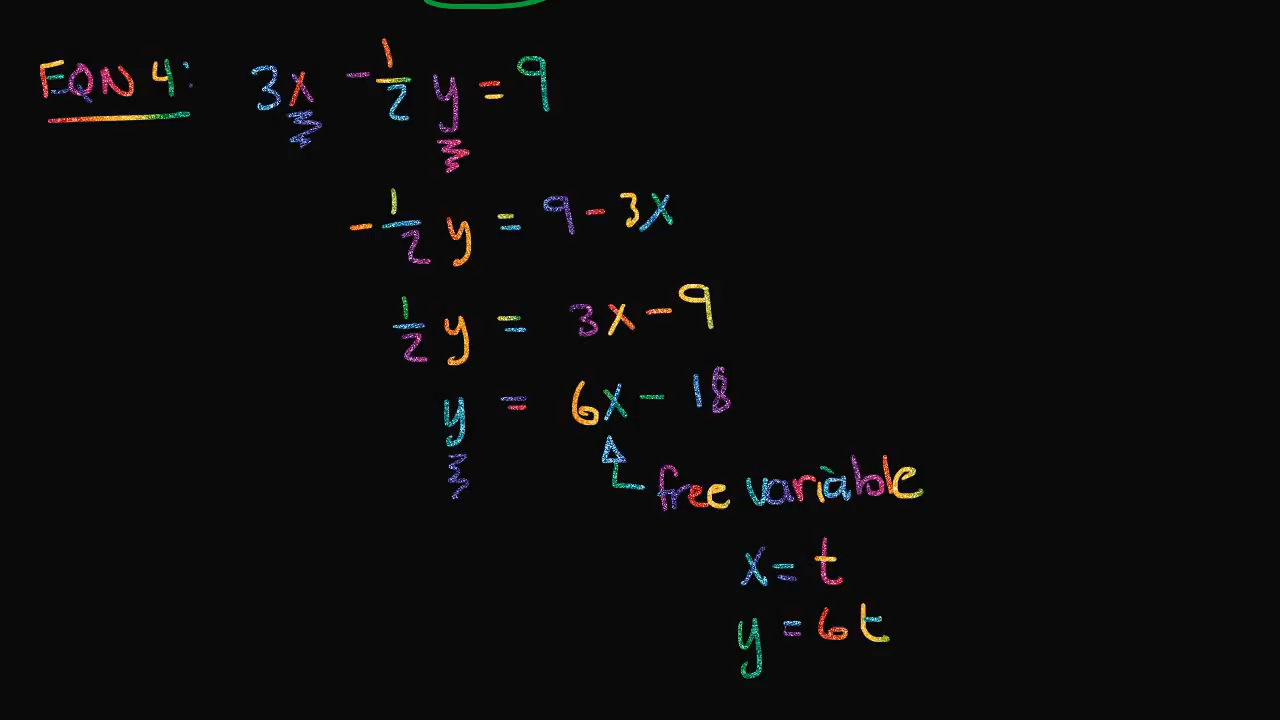 EQN 4: 3x - 1/2 y = 9
- 1/2 y = 9 - 3x
1/2 y = 3x - 9
y = 6x - 18
free variable
x = t
y = 6t